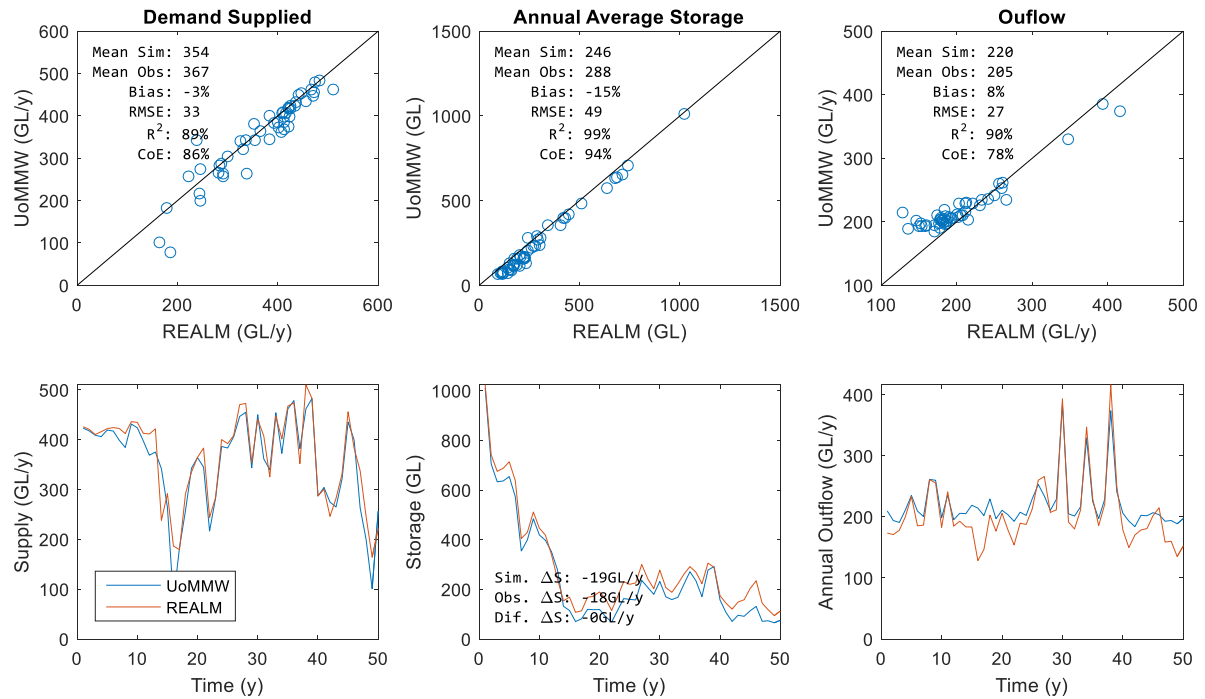 Demand Supplied
Mean Sim: 354
Mean Obs: 367
Bias: -3%
RMSE: 33
R²: 89%
CoE: 86%
600
500
400
300
200
100
0
UoMMW (GL/y)
0 200 400 600
REALM (GL/y)
Annual Average Storage
Mean Sim: 246
Mean Obs: 288
Bias: -15%
RMSE: 49
R²: 99%
CoE: 94%
1500
1000
500
0
UoMMW (GL)
0 500 1000 1500
REALM (GL)
Ouflow
Mean Sim: 220
Mean Obs: 205
Bias: 8%
RMSE: 27
R²: 90%
CoE: 78%
500
400
300
200
100
UoMMW (GL/y)
100 200 300 400 500
REALM (GL/y)
500
400
300
200
100
0
Supply (GL/y)
UoMMW
REALM
0 10 20 30 40 50
Time (y)
1000
800
600
400
200
0
Storage (GL)
Sim. ΔS: -19GL/y
Obs. ΔS: -18GL/y
Dif. ΔS: -0GL/y
0 10 20 30 40 50
Time (y)
400
300
200
100
0
Annual Outflow (GL/y)
0 10 20 30 40 50
Time (y)